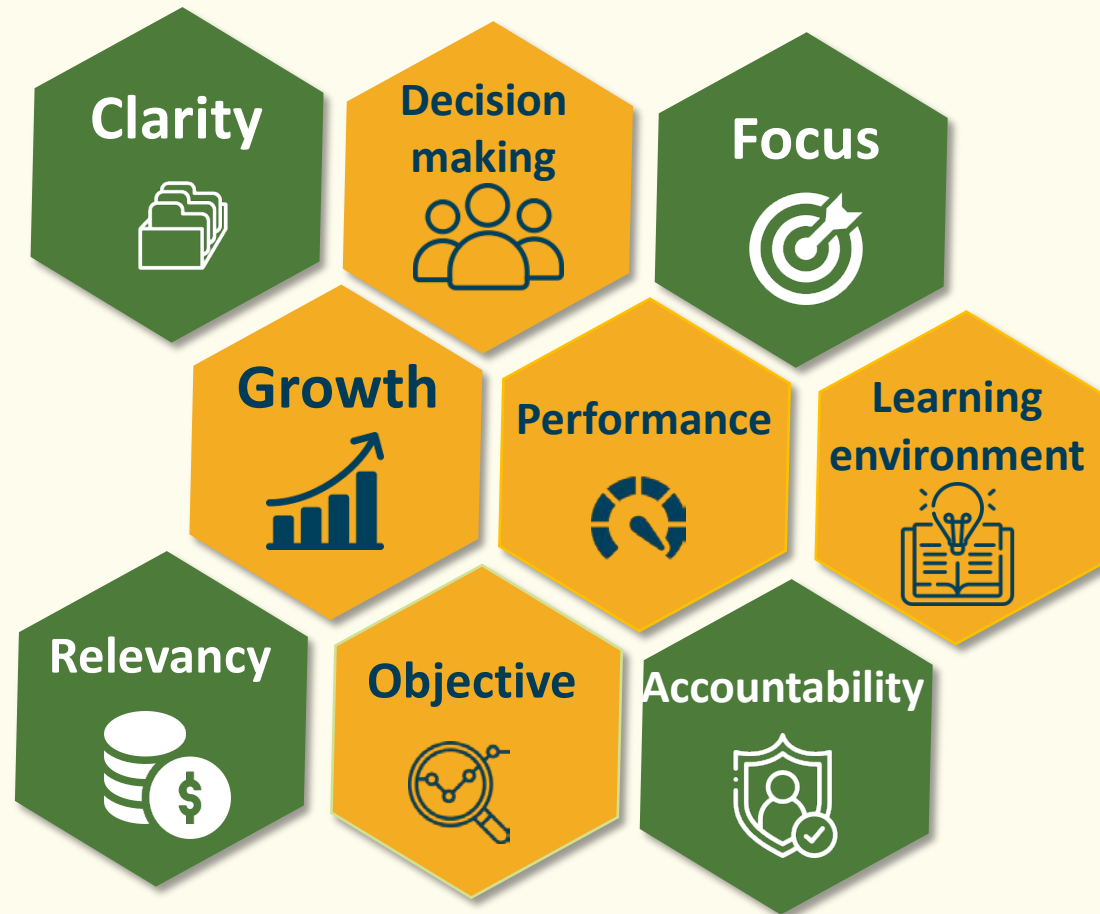 Clarity
Decision
making
Focus
Growth
Performance
Learning
environment
Relevancy
$
Objective
Accountability